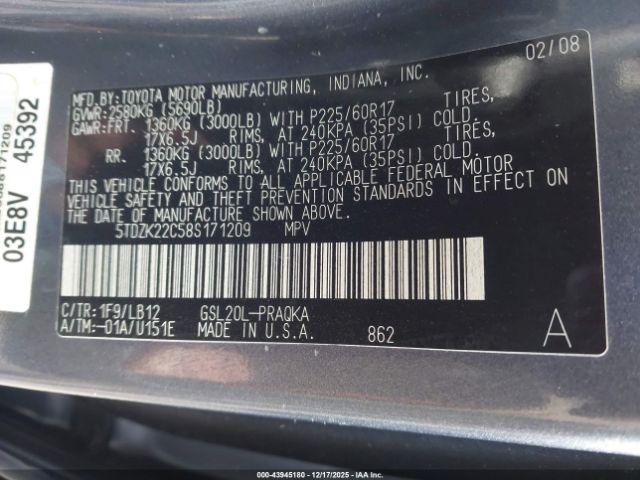 02/08
MFD.BY:TOYOTA MOTOR MANUFACTURING, INDIANA, INC.
GVWR:2580KG (5690LB)
GAWR:FRT. 1360KG (3000LB) WITH P225/60R17 TIRES,
17X6.5J RIMS, AT 240KPA (35PSI) COLD.
RR. 1360KG (3000LB) WITH P225/60R17 TIRES,
17X6.5J RIMS, AT 240KPA (35PSI) COLD.
THIS VEHICLE CONFORMS TO ALL APPLICABLE FEDERAL MOTOR
VEHICLE SAFETY AND THEFT PREVENTION STANDARDS IN EFFECT ON
THE DATE OF MANUFACTURE SHOWN ABOVE.
5TDZK22C58S171209 MPV
C/TR:1F9/LB12 GSL20L-PRAQKA
A/TM:-01A/U151E MADE IN U.S.A. 862 A
03E8V 45392
000-43945180 - 12/17/2025 - IAA